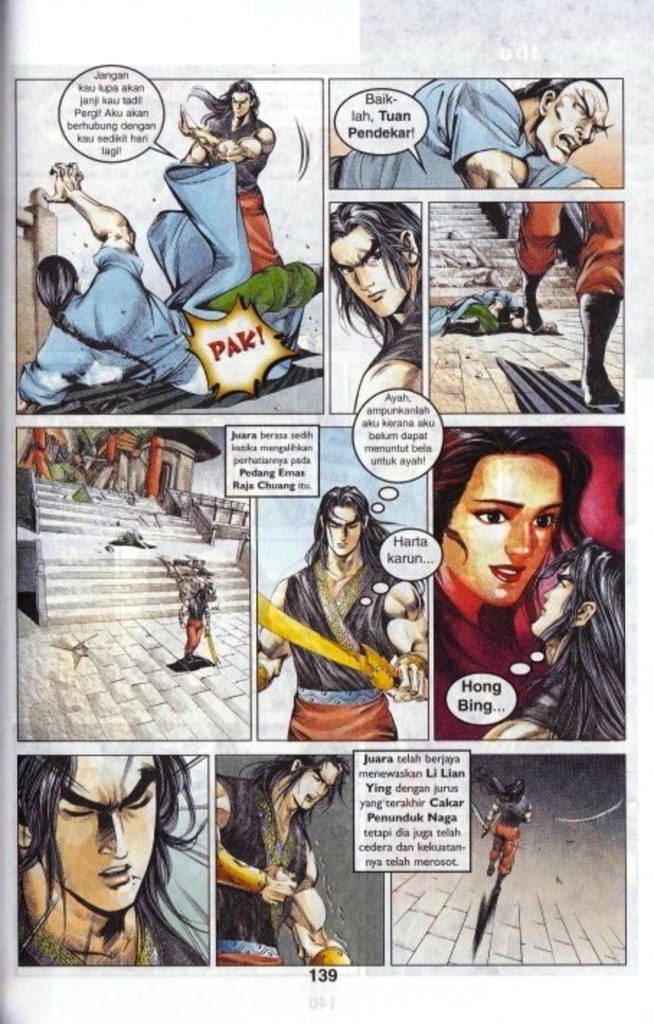 Jangan
kau lupa akan
janji kau tadi!
Pergi! Aku akan
berhubung dengan
kau sedikit hari
lagi!
PAK!
Baik-
lah, Tuan
Pendekar!
Juara berasa sedih
ketika mengalihkan
perhatiannya pada
Pedang Emas
Raja Chuang itu.
Ayah,
ampunkanlah
aku kerana aku
belum dapat
menuntut bela
untuk ayah!
Harta
karun...
Hong
Bing...
Juara telah berjaya
menewaskan Li Lian
Ying dengan jurus
yang terakhir Cakar
Penunduk Naga
tetapi dia juga telah
cedera dan kekuatan-
nya telah merosot.
139
140